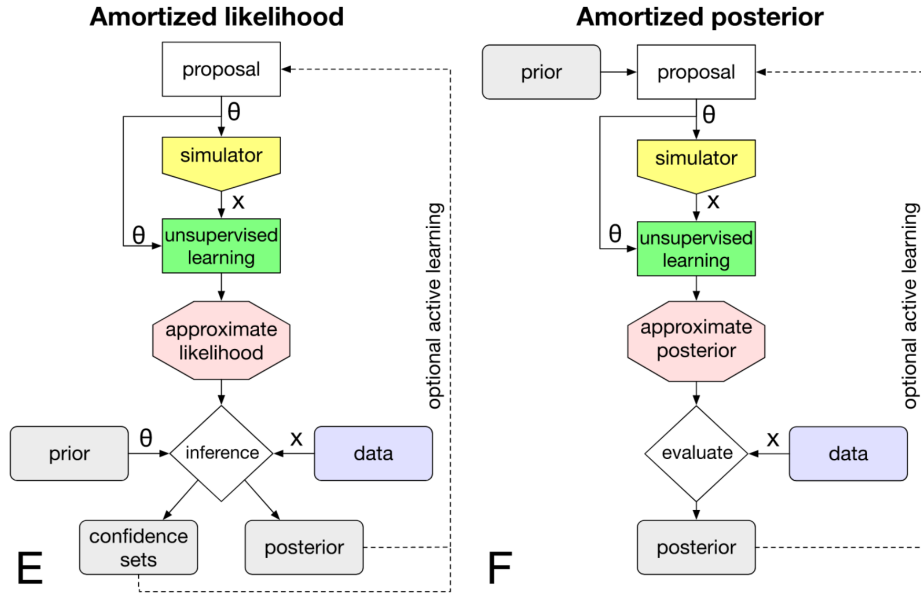 Amortized likelihood
proposal
θ
simulator
x
θ
unsupervised
learning
approximate
likelihood
prior
θ
inference
x
data
confidence
sets
posterior
optional active learning
E
Amortized posterior
prior
proposal
θ
simulator
x
θ
unsupervised
learning
approximate
posterior
evaluate
x
data
posterior
optional active learning
F